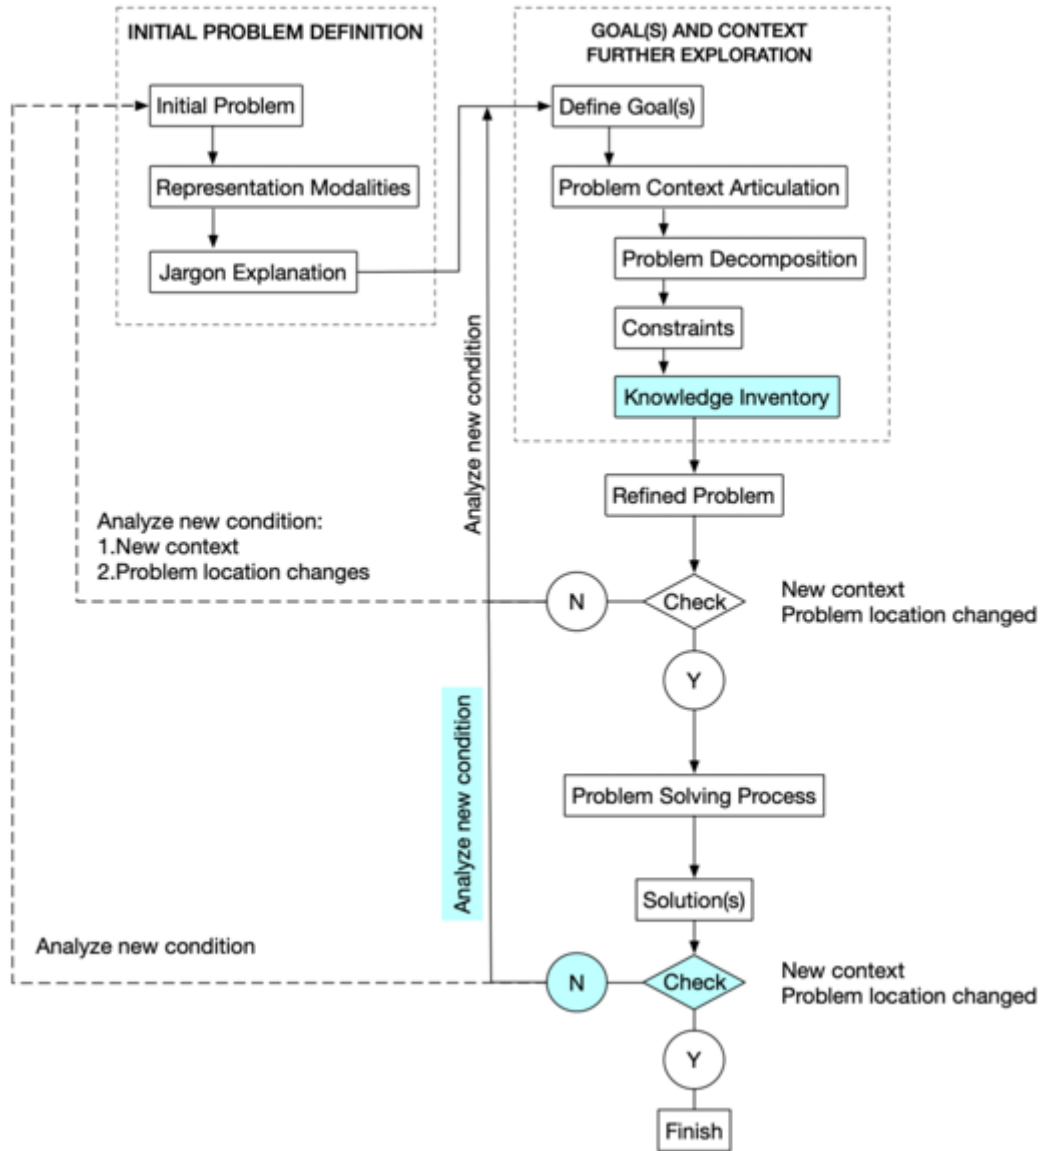 INITIAL PROBLEM DEFINITION
Initial Problem
Representation Modalities
Jargon Explanation
GOAL(S) AND CONTEXT
FURTHER EXPLORATION
Define Goal(s)
Problem Context Articulation
Problem Decomposition
Constraints
Knowledge Inventory
Refined Problem
Analyze new condition
Analyze new condition:
1.New context
2.Problem location changes
N
Check
New context
Problem location changed
Y
Analyze new condition
Problem Solving Process
Solution(s)
Analyze new condition
N
Check
New context
Problem location changed
Y
Finish